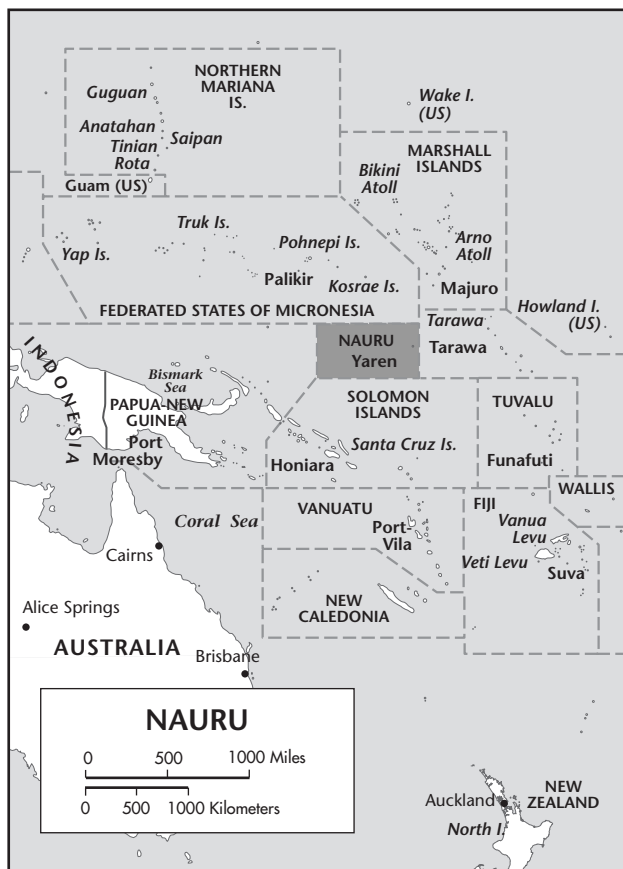 NORTHERN
MARIANA
IS.
Guguan
Anatahan
Saipan
Tinian
Rota
Guam (US)
Wake I.
(US)
MARSHALL
ISLANDS
Bikini
Atoll
Arno
Atoll
Majuro
Truk Is.
Yap Is.
Pohnepi Is.
Palikir
Kosrae Is.
FEDERATED STATES OF MICRONESIA
Howland I.
(US)
Tarawa
Tarawa
NAURU
Yaren
INDONESIA
Bismark
Sea
PAPUA-NEW
GUINEA
Port
Moresby
SOLOMON
ISLANDS
Santa Cruz Is.
Honiara
TUVALU
Funafuti
WALLIS
Coral Sea
VANUATU
Port-
Vila
FIJI
Vanua
Levu
Veti Levu
Suva
Cairns
NEW
CALEDONIA
Alice Springs
AUSTRALIA
Brisbane
NAURU
0 500 1000 Miles
0 500 1000 Kilometers
Auckland
NEW
ZEALAND
North I.